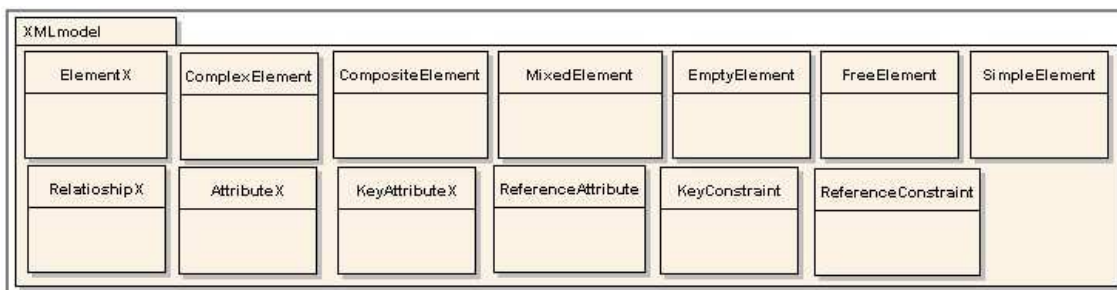 XMLmodel
ElementX
ComplexElement
CompositeElement
MixedElement
EmptyElement
FreeElement
SimpleElement
RelatioshipX
AttributeX
KeyAttributeX
ReferenceAttribute
KeyConstraint
ReferenceConstraint